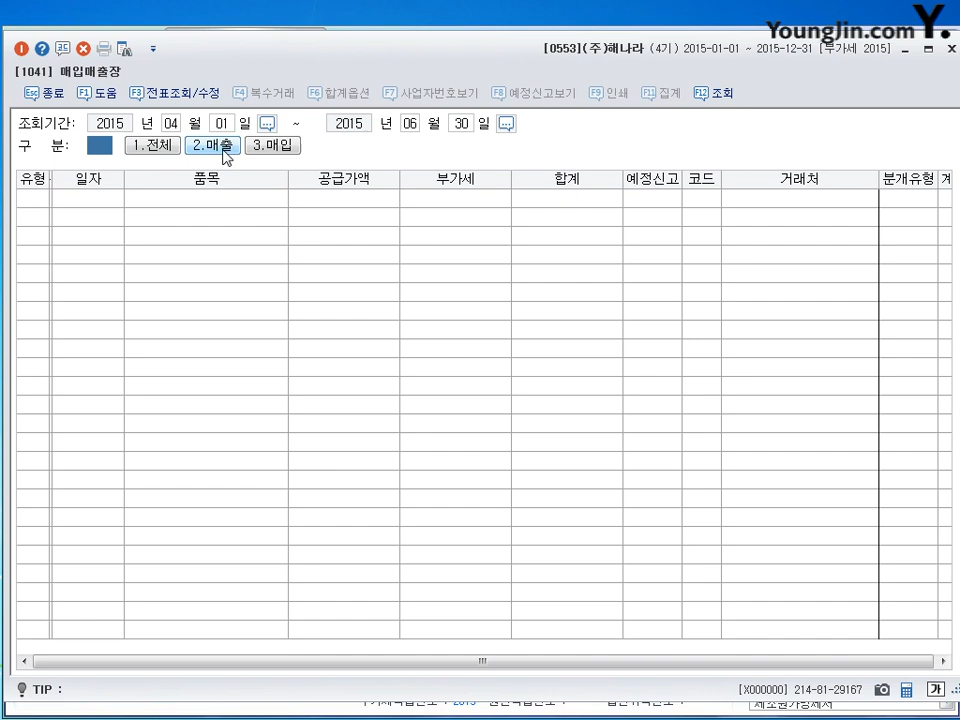 YoungJin.com Y.
[0553](주)해나라 (4기) 2015-01-01 ~ 2015-12-31 [부가세 2015]
[1041] 매입매출장
Esc 종료 F1 도움 F3 전표조회/수정 F4 복수거래 F6 합계옵션 F7 사업자번호보기 F8 예정신고보기 F9 인쇄 F11 집계 F12 조회
조회기간: 2015 년 04 월 01 일 ~ 2015 년 06 월 30 일
구 분: 1.전체 2.매출 3.매입
유형 일자 품목 공급가액 부가세 합계 예정신고 코드 거래처 분개유형 계
TIP : [X000000] 214-81-29167 가